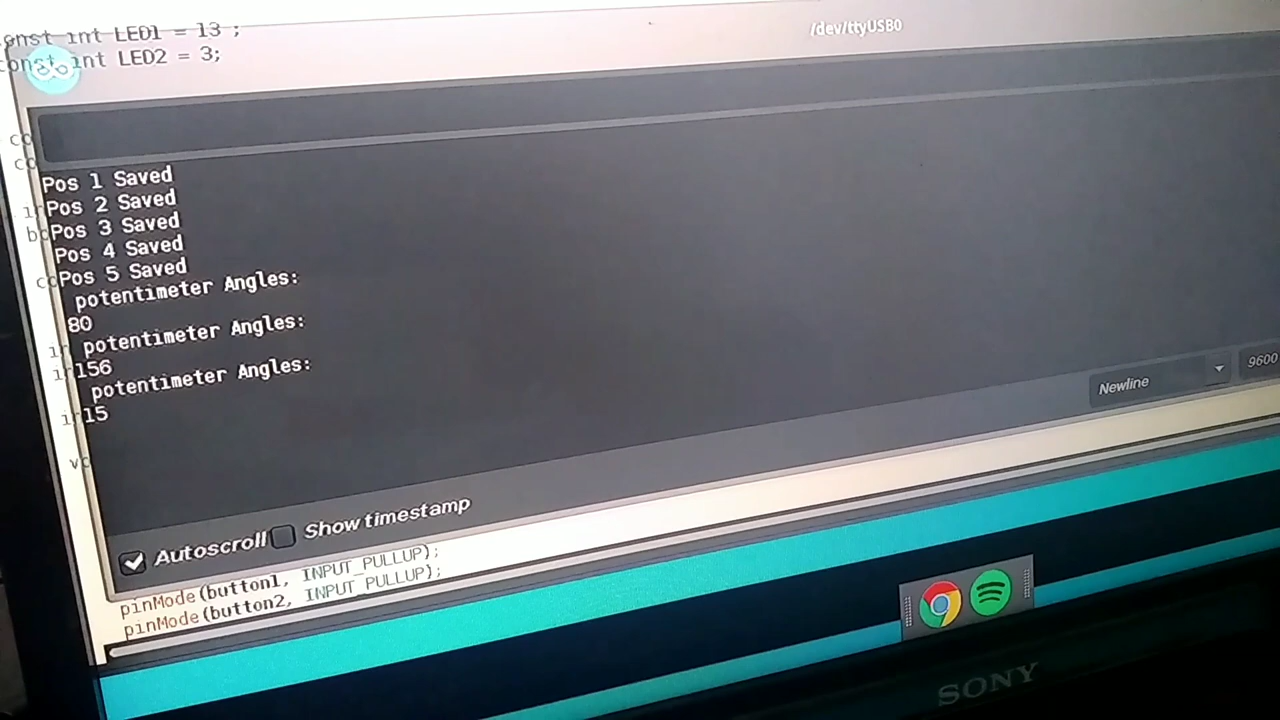 const int LED1 = 13 ;
const int LED2 = 3;
/dev/ttyUSB0
Pos 1 Saved
Pos 2 Saved
Pos 3 Saved
Pos 4 Saved
Pos 5 Saved
potentimeter Angles:
80
potentimeter Angles:
156
potentimeter Angles:
15
Newline
9600
Autoscroll
Show timestamp
pinMode(button1, INPUT_PULLUP);
pinMode(button2, INPUT_PULLUP);
SONY